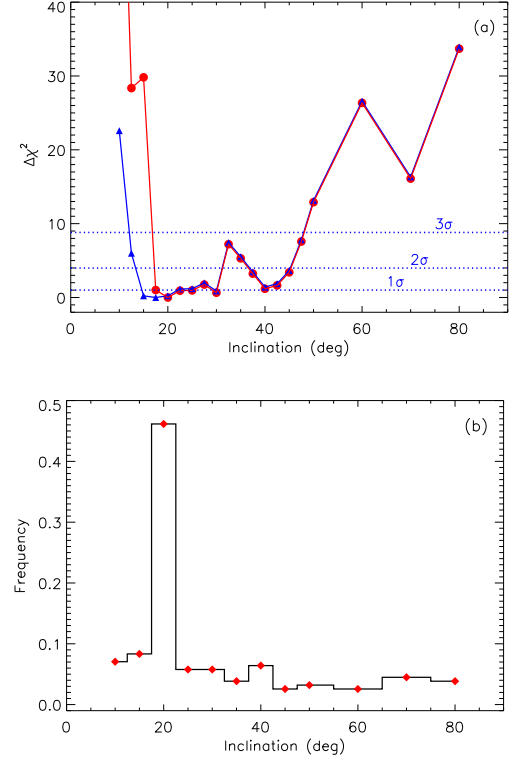 40
(a)
30
Δχ²
20
10
3σ
2σ
1σ
0
0 20 40 60 80
Inclination (deg)
0.5
(b)
0.4
0.3
Frequency
0.2
0.1
0.0
0 20 40 60 80
Inclination (deg)